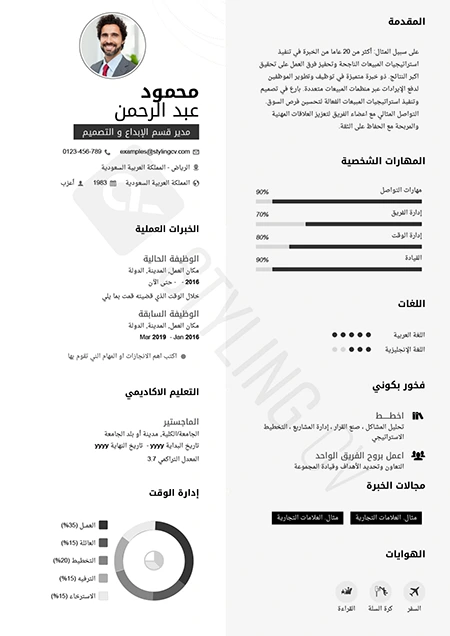 المقدمة
على سبيل المثال: أكثر من 20 عاما من الخبرة في تنفيذ
استراتيجيات المبيعات الناجحة وتحفيز فرق العمل على تحقيق
اكبر النتائج. ذو خبرة متميزة في توظيف وتطوير الموظفين
لدفع الإيرادات عبر منظمات المبيعات متعددة. بارع في تصميم
وتنفيذ استراتيجيات المبيعات الفعالة لتحسين فرص السوق.
التواصل المثالي مع اعضاء الفريق لتعزيز العلاقات المهنية
والمربحة مع الحفاظ على الثقة.
المهارات الشخصية
مهارات التواصل 90%
إدارة الفريق 70%
إدارة الوقت 80%
القيادة 90%
اللغات
اللغة العربية
اللغة الإنجليزية
فخور بكوني
اخطـــط
تحليل المشاكل ، صنع القرار ، إدارة المشاريع ، التخطيط
الاستراتيجي
اعمل بروح الفريق الواحد
التعاون وتحديد الأهداف وقيادة المجموعة
مجالات الخبرة
مثال. العلامات التجارية
مثال. العلامات التجارية
الهوايات
السفر
كرة السلة
القراءة
محمود
عبد الرحمن
مدير قسم الإبداع و التصميم
examples@stylingcv.com 0123-456-789
الرياض - المملكة العربية السعودية
المملكة العربية السعودية 1983 أعزب
الخبرات العملية
الوظيفة الحالية
مكان العمل, المدينة, الدولة
2016 - حتى الآن
خلال الوقت الذي قضيته قمت بما يلي
الوظيفة السابقة
مكان العمل, المدينة, الدولة
Jan 2016 - Mar 2019
اكتب اهم الانجازات او المهام التي تقوم بها
التعليم الاكاديمي
الماجستير
الجامعة/الكلية, مدينة أو بلد الجامعة
تاريخ البداية yyyy - تاريخ النهاية yyyy
المعدل التراكمي 3.7
إدارة الوقت
العمل (35%)
العائلة (15%)
التخطيط (20%)
الترفيه (15%)
الاسترخاء (15%)
STYLING CV